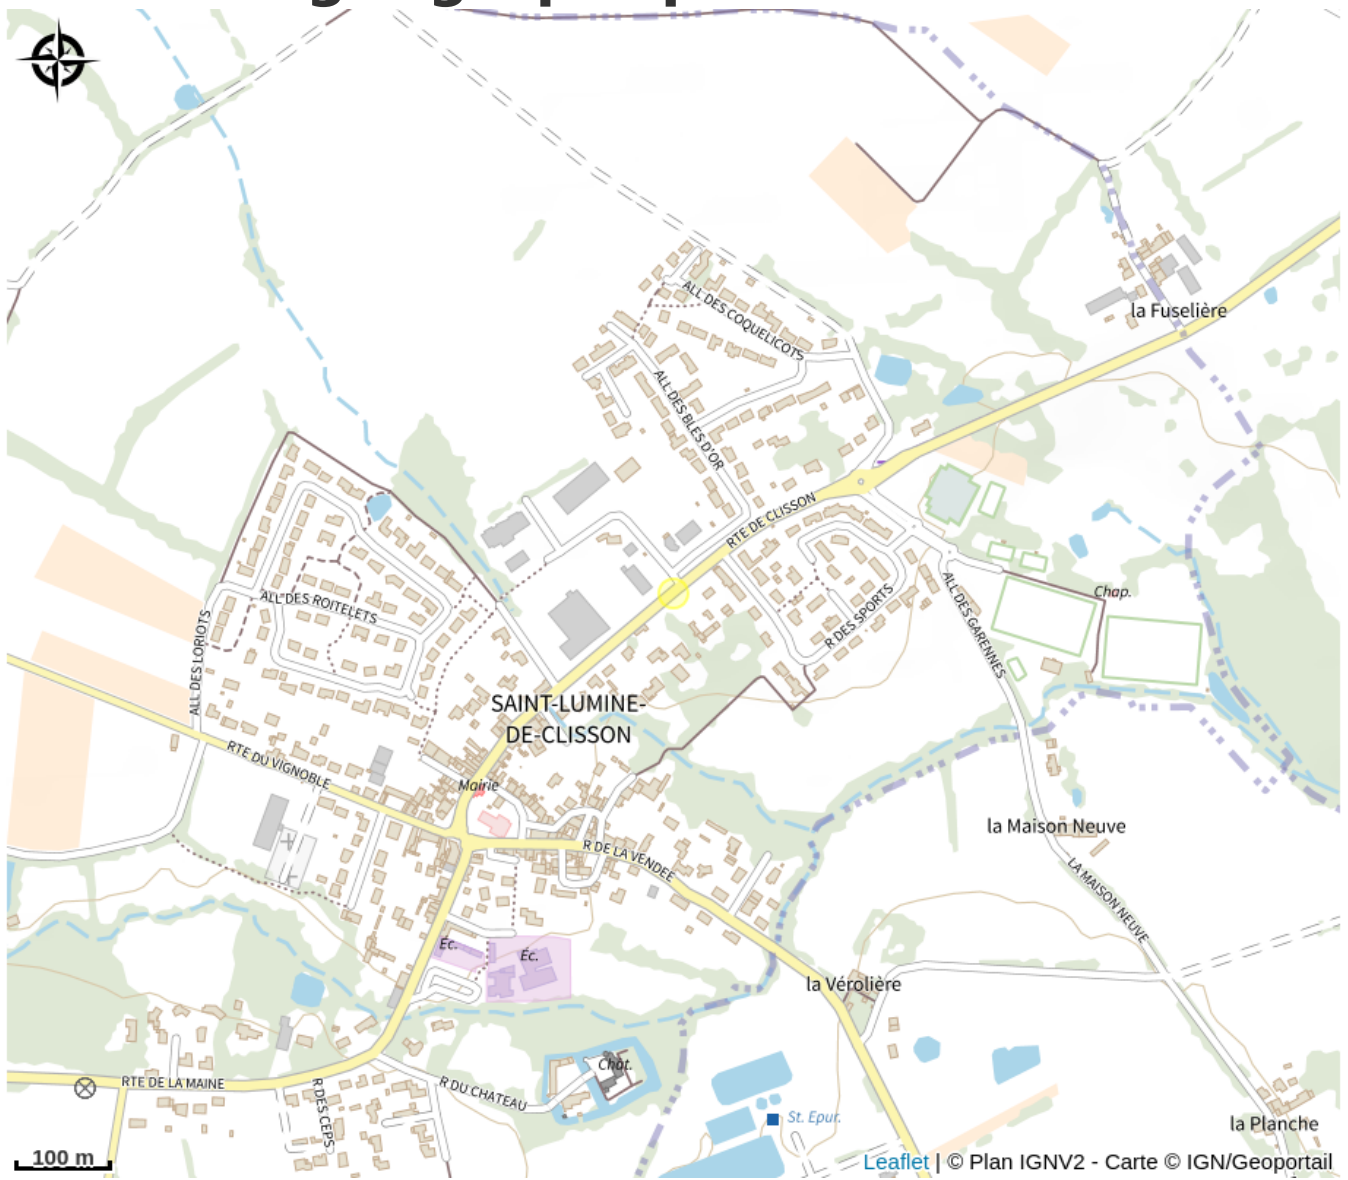 ALL DES COQUELICOTS
la Fuselière
ALL DES BLES D'OR
RTE DE CLISSON
ALL DES ROITELETS
ALL DES LORIOTS
R DES SPORTS
ALL DES GARENNES
Chap.
SAINT-LUMINE-
DE-CLISSON
RTE DU VIGNOBLE
Mairie
la Maison Neuve
R DE LA VENDEE
LA MAISON NEUVE
Éc.
Éc.
la Vérolière
Chât.
RTE DE LA MAINE
R DU CHATEAU
R DES CEPS
St. Epur.
la Planche
100 m
Leaflet | © Plan IGNV2 - Carte © IGN/Geoportail